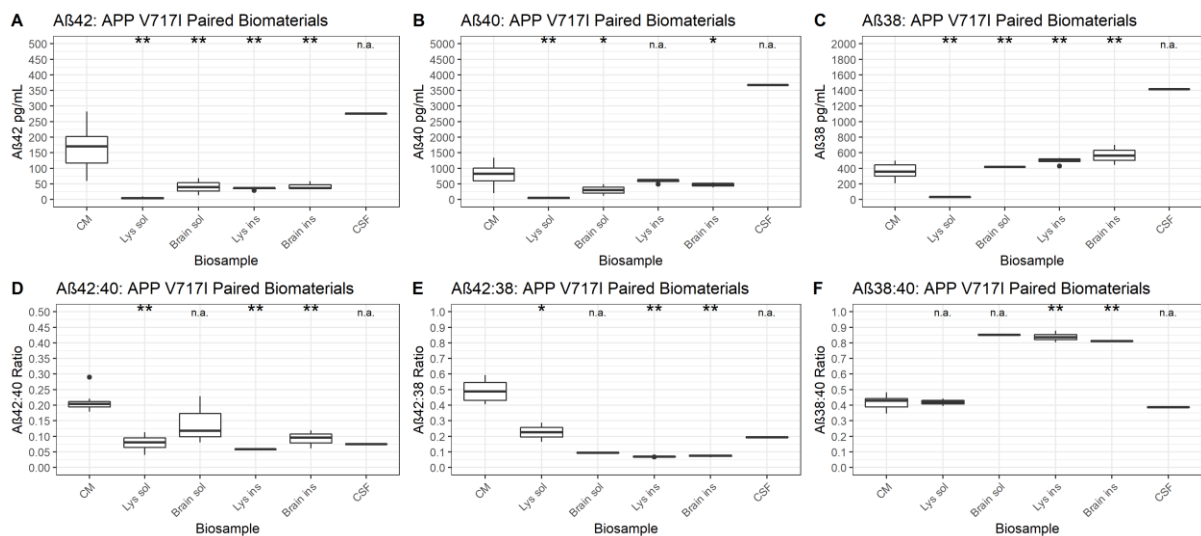 A Aß42: APP V717I Paired Biomaterials
** ** ** ** n.a.
500
450
400
350
300
250
200
150
100
50
0
Aß42 pg/mL
CM Lys sol Brain sol Lys ins Brain ins CSF
Biosample
B Aß40: APP V717I Paired Biomaterials
** * n.a. * n.a.
5000
4500
4000
3500
3000
2500
2000
1500
1000
500
0
Aß40 pg/mL
CM Lys sol Brain sol Lys ins Brain ins CSF
Biosample
C Aß38: APP V717I Paired Biomaterials
** ** ** ** n.a.
2000
1800
1600
1400
1200
1000
800
600
400
200
0
Aß38 pg/mL
CM Lys sol Brain sol Lys ins Brain ins CSF
Biosample
D Aß42:40: APP V717I Paired Biomaterials
** n.a. ** ** n.a.
0.50
0.45
0.40
0.35
0.30
0.25
0.20
0.15
0.10
0.05
0.00
Aß42:40 Ratio
CM Lys sol Brain sol Lys ins Brain ins CSF
Biosample
E Aß42:38: APP V717I Paired Biomaterials
* n.a. ** ** n.a.
1.0
0.9
0.8
0.7
0.6
0.5
0.4
0.3
0.2
0.1
0.0
Aß42:38 Ratio
CM Lys sol Brain sol Lys ins Brain ins CSF
Biosample
F Aß38:40: APP V717I Paired Biomaterials
n.a. n.a. ** ** n.a.
1.0
0.9
0.8
0.7
0.6
0.5
0.4
0.3
0.2
0.1
0.0
Aß38:40 Ratio
CM Lys sol Brain sol Lys ins Brain ins CSF
Biosample